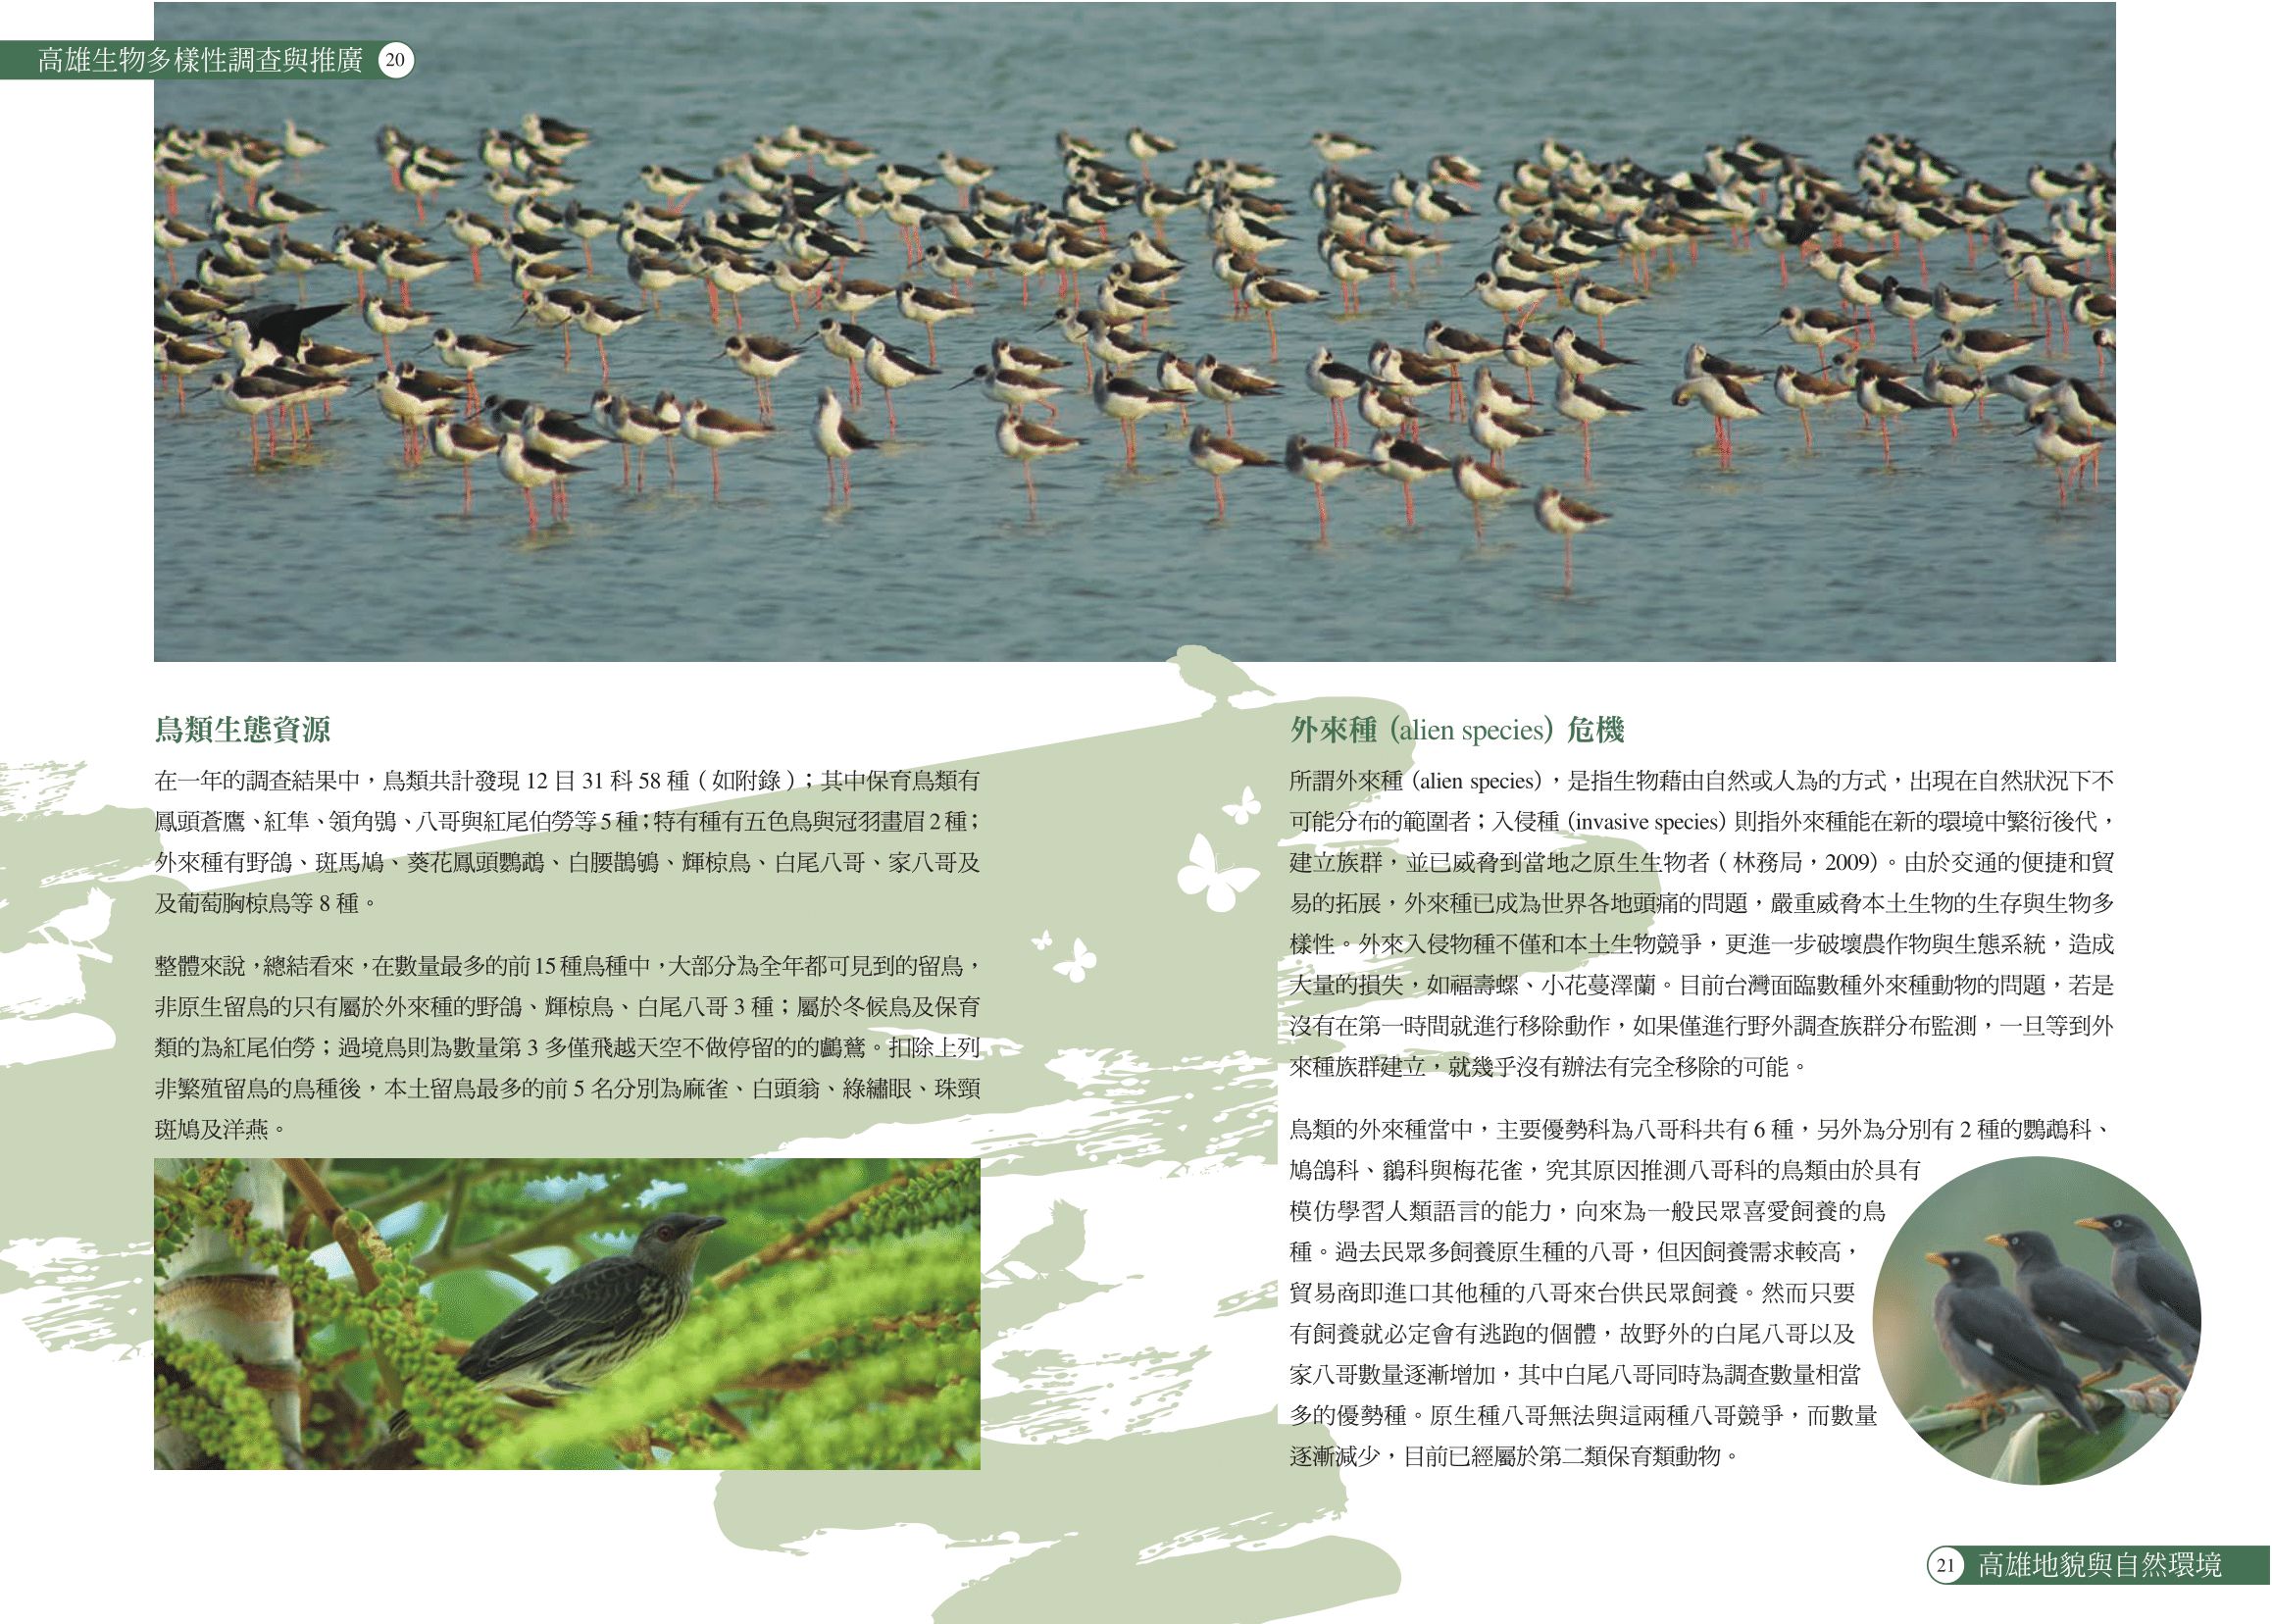 高雄生物多樣性調查與推廣 20
鳥類生態資源
在一年的調查結果中，鳥類共計發現 12 目 31 科 58 種（如附錄）；其中保育鳥類有
鳳頭蒼鷹、紅隼、領角鴞、八哥與紅尾伯勞等 5 種；特有種有五色鳥與冠羽畫眉 2 種；
外來種有野鴿、斑馬鳩、葵花鳳頭鸚鵡、白腰鵲鴝、輝椋鳥、白尾八哥、家八哥及
及葡萄胸椋鳥等 8 種。
整體來說，總結看來，在數量最多的前 15 種鳥種中，大部分為全年都可見到的留鳥，
非原生留鳥的只有屬於外來種的野鴿、輝椋鳥、白尾八哥 3 種；屬於冬候鳥及保育
類的為紅尾伯勞；過境鳥則為數量第 3 多僅飛越天空不做停留的的鸕鶿。扣除上列
非繁殖留鳥的鳥種後，本土留鳥最多的前 5 名分別為麻雀、白頭翁、綠繡眼、珠頸
斑鳩及洋燕。
外來種（alien species）危機
所謂外來種（alien species），是指生物藉由自然或人為的方式，出現在自然狀況下不
可能分布的範圍者；入侵種（invasive species）則指外來種能在新的環境中繁衍後代，
建立族群，並已威脅到當地之原生生物者（林務局，2009）。由於交通的便捷和貿
易的拓展，外來種已成為世界各地頭痛的問題，嚴重威脅本土生物的生存與生物多
樣性。外來入侵物種不僅和本土生物競爭，更進一步破壞農作物與生態系統，造成
大量的損失，如福壽螺、小花蔓澤蘭。目前台灣面臨數種外來種動物的問題，若是
沒有在第一時間就進行移除動作，如果僅進行野外調查族群分布監測，一旦等到外
來種族群建立，就幾乎沒有辦法有完全移除的可能。
鳥類的外來種當中，主要優勢科為八哥科共有 6 種，另外為分別有 2 種的鸚鵡科、
鳩鴿科、鶲科與梅花雀，究其原因推測八哥科的鳥類由於具有
模仿學習人類語言的能力，向來為一般民眾喜愛飼養的鳥
種。過去民眾多飼養原生種的八哥，但因飼養需求較高，
貿易商即進口其他種的八哥來台供民眾飼養。然而只要
有飼養就必定會有逃跑的個體，故野外的白尾八哥以及
家八哥數量逐漸增加，其中白尾八哥同時為調查數量相當
多的優勢種。原生種八哥無法與這兩種八哥競爭，而數量
逐漸減少，目前已經屬於第二類保育類動物。
21 高雄地貌與自然環境